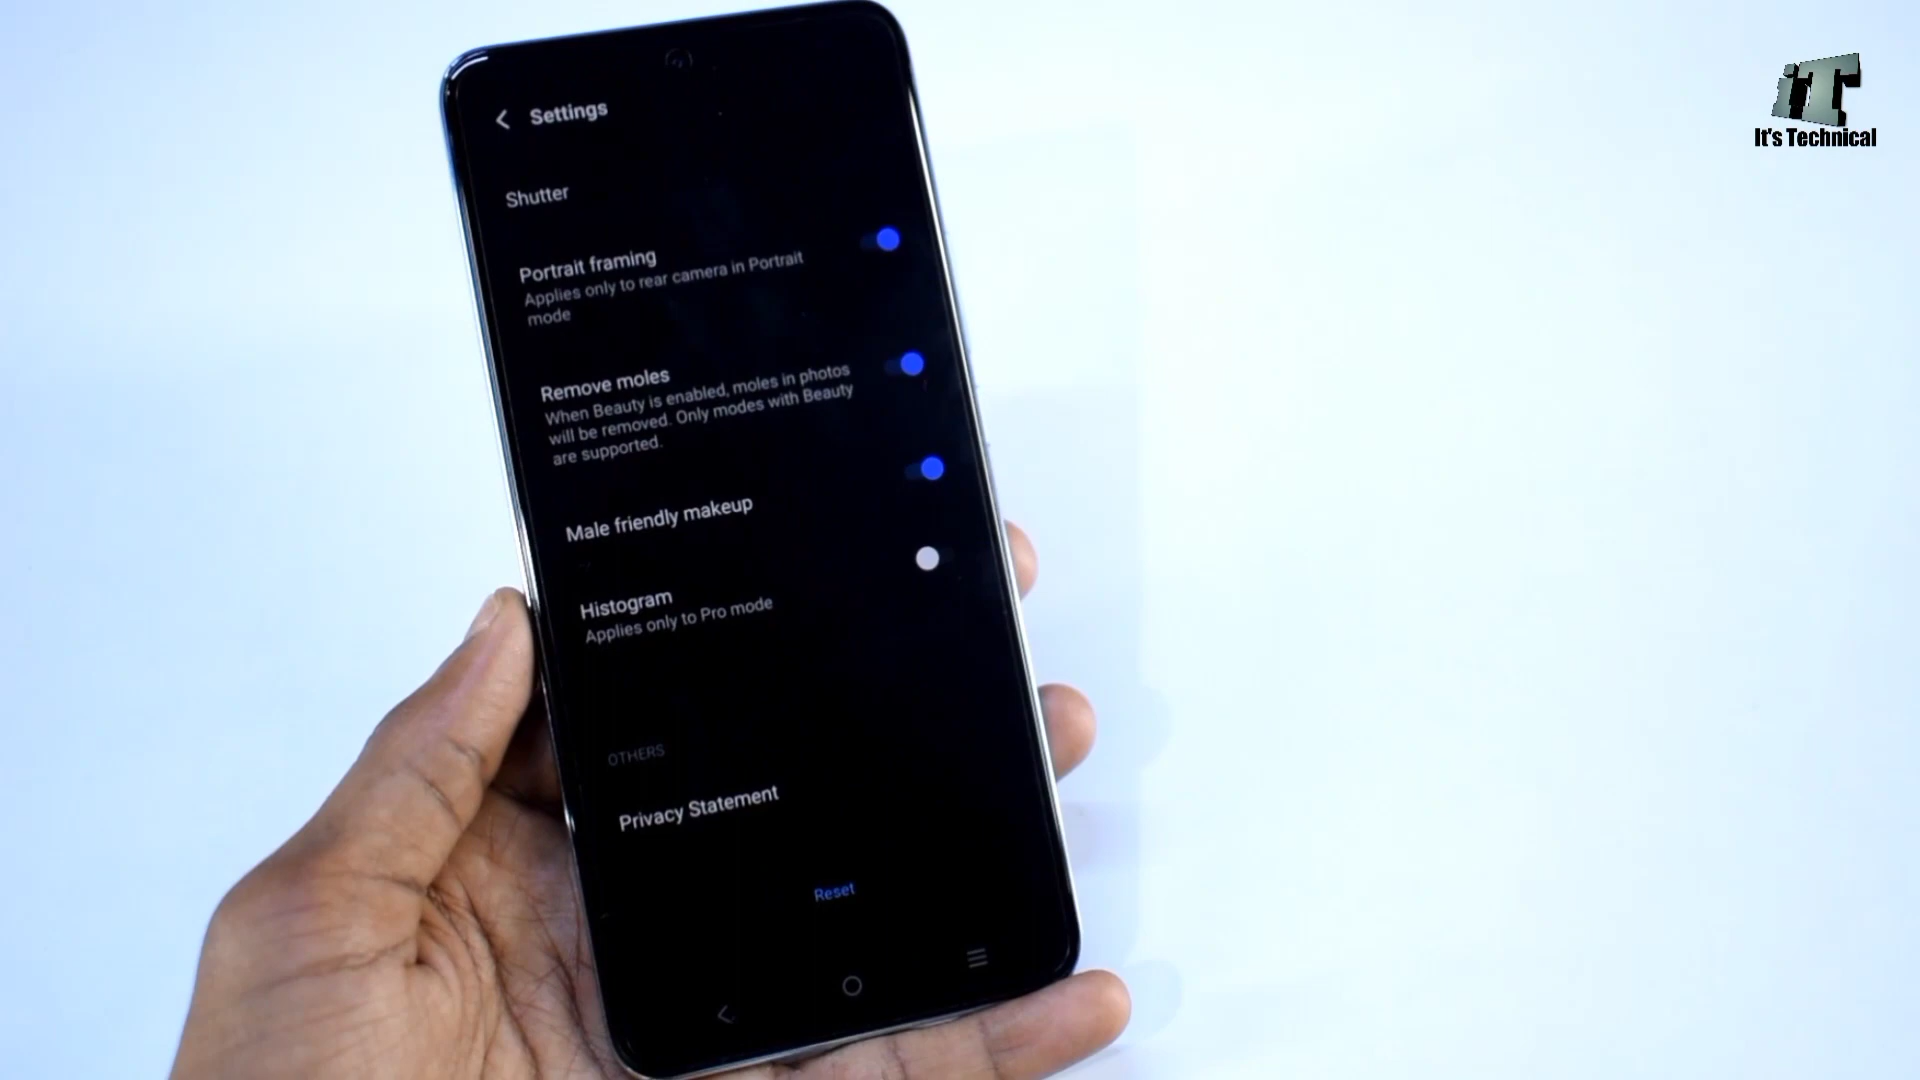 Settings
Shutter
Portrait framing
Applies only to rear camera in Portrait
mode
Remove moles
When Beauty is enabled, moles in photos
will be removed. Only modes with Beauty
are supported.
Male friendly makeup
Histogram
Applies only to Pro mode
OTHERS
Privacy Statement
Reset
iT
It's Technical